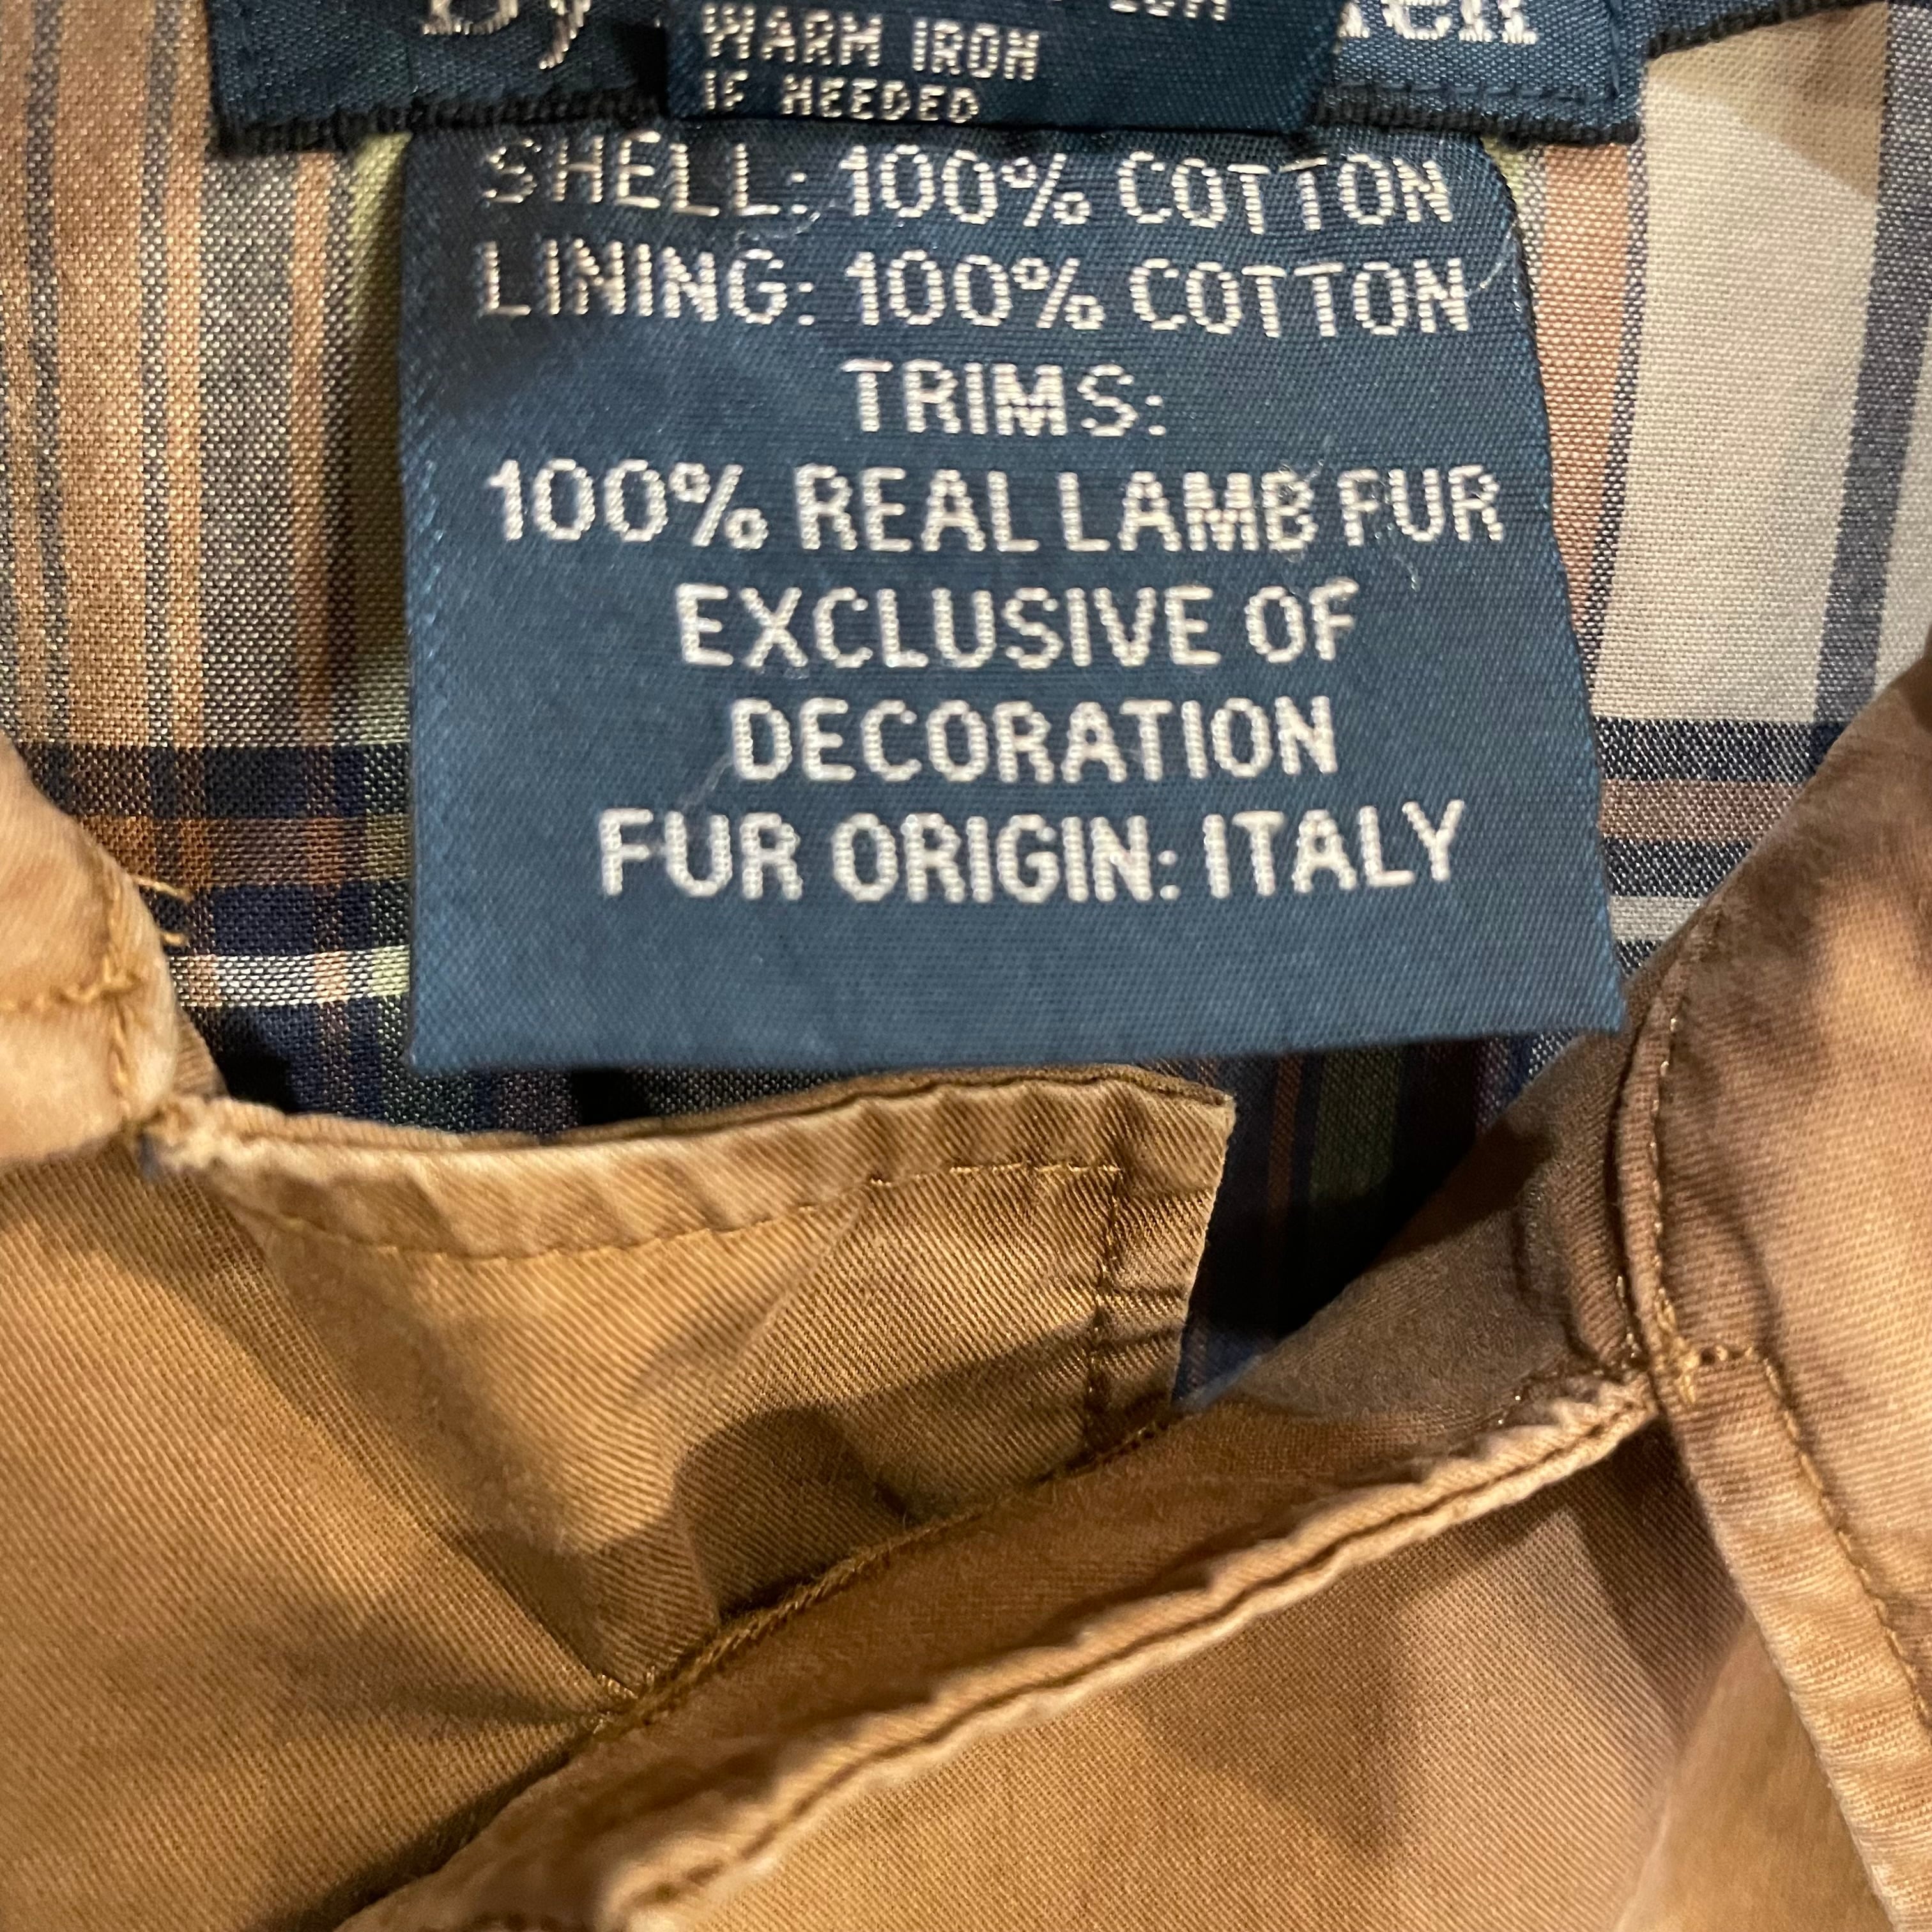 By
WARM IRON
IF NEEDED
SHELL: 100% COTTON
LINING: 100% COTTON
TRIMS:
100% REAL LAMB FUR
EXCLUSIVE OF
DECORATION
FUR ORIGIN: ITALY